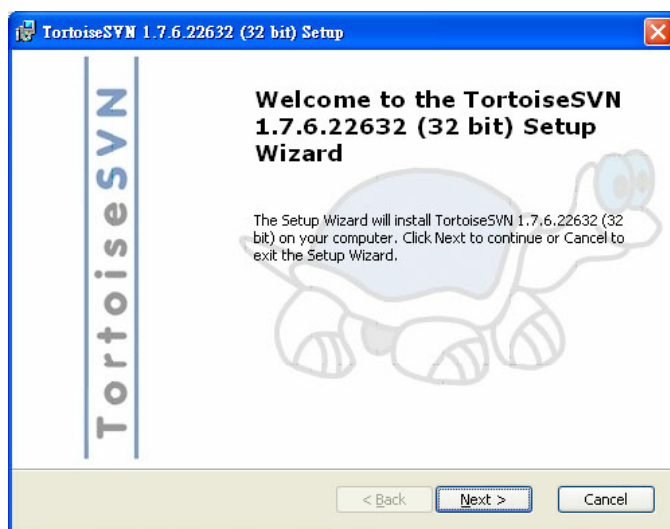 TortoiseSVN 1.7.6.22632 (32 bit) Setup
TortoiseSVN
Welcome to the TortoiseSVN
1.7.6.22632 (32 bit) Setup
Wizard
The Setup Wizard will install TortoiseSVN 1.7.6.22632 (32
bit) on your computer. Click Next to continue or Cancel to
exit the Setup Wizard.
< Back
Next >
Cancel